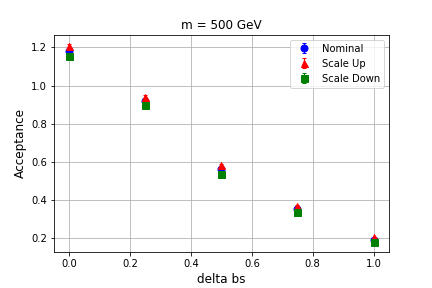 m = 500 GeV
Nominal
Scale Up
Scale Down
Acceptance
1.2
1.0
0.8
0.6
0.4
0.2
0.0 0.2 0.4 0.6 0.8 1.0
delta bs